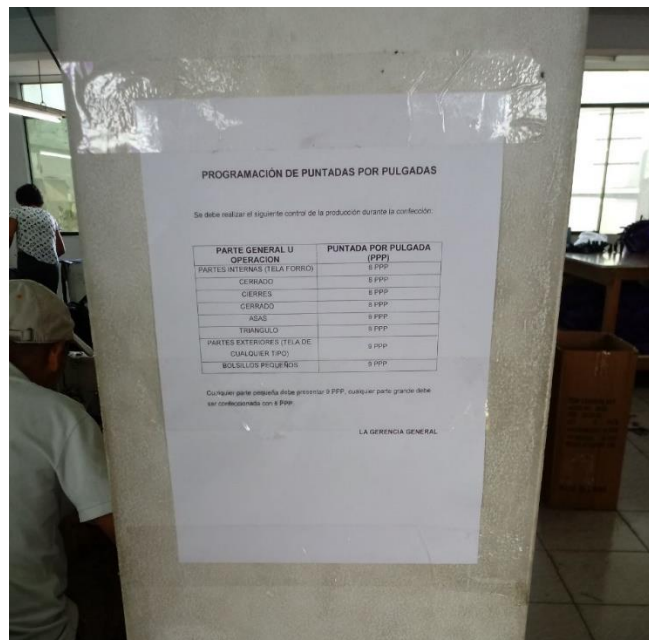 PROGRAMACIÓN DE PUNTADAS POR PULGADAS
Se debe realizar el siguiente control de la producción durante la confección:
PARTE GENERAL U OPERACION
PUNTADA POR PULGADA (PPP)
PARTES INTERNAS (TELA FORRO)
8 PPP
CERRADO
8 PPP
CIERRES
8 PPP
CERRADO
8 PPP
ASAS
PPP
TRIANGULO
PPP
PARTES EXTERIORES (TELA DE CUALQUIER TIPO)
PPP
BOLSILLOS PEQUEÑOS
9 PPP
Cualquier parte pequeña debe presentar 9 PPP, cualquier parte grande debe
ser confeccionada con 8 PPP.
LA GERENCIA GENERAL